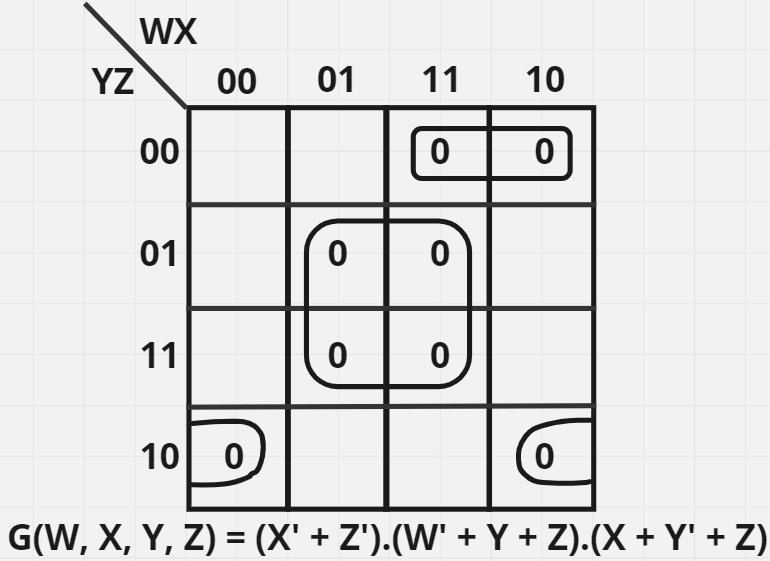 WX
YZ 00 01 11 10
00 0 0
01 0 0
11 0 0
10 0 0
G(W, X, Y, Z) = (X' + Z').(W' + Y + Z).(X + Y' + Z)